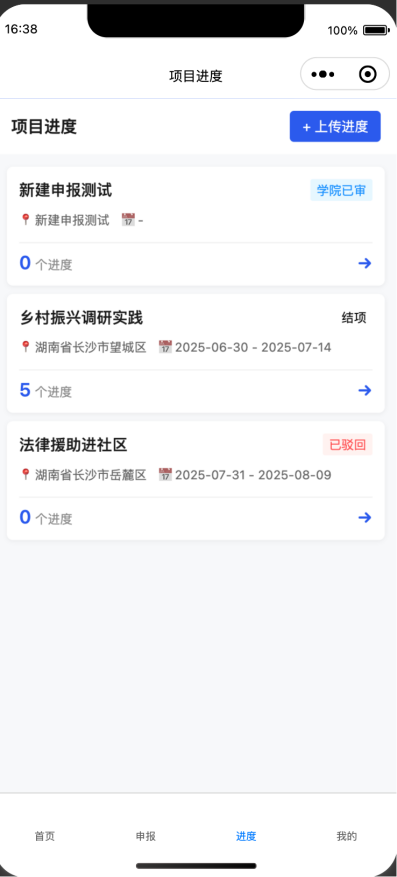 16:38 100%
项目进度
项目进度 + 上传进度
新建申报测试 学院已审
📍 新建申报测试 📅 -
0 个进度 →
乡村振兴调研实践 结项
📍 湖南省长沙市望城区 📅 2025-06-30 - 2025-07-14
5 个进度 →
法律援助进社区 已驳回
📍 湖南省长沙市岳麓区 📅 2025-07-31 - 2025-08-09
0 个进度 →
首页 申报 进度 我的